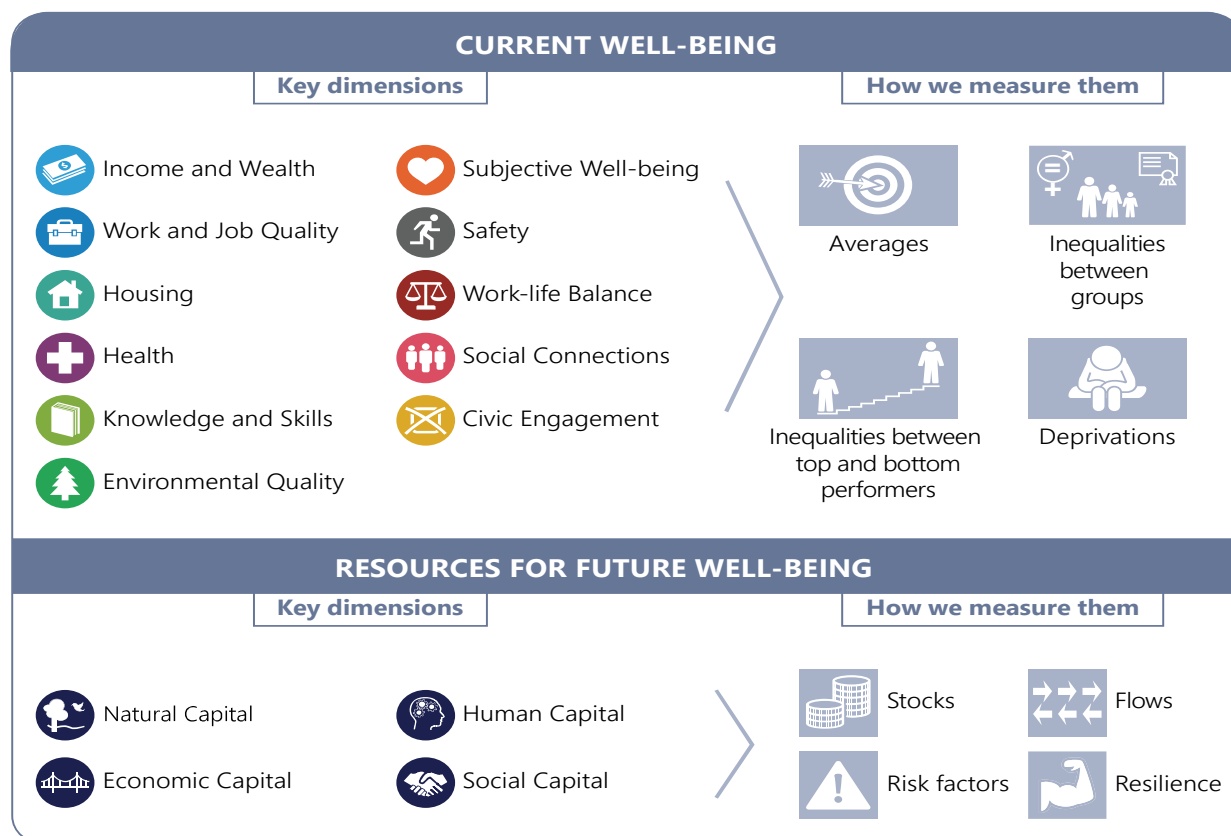 CURRENT WELL-BEING
Key dimensions
How we measure them
Income and Wealth
Work and Job Quality
Housing
Health
Knowledge and Skills
Environmental Quality
Subjective Well-being
Safety
Work-life Balance
Social Connections
Civic Engagement
Averages
Inequalities
between
groups
Inequalities between
top and bottom
performers
Deprivations
RESOURCES FOR FUTURE WELL-BEING
Key dimensions
How we measure them
Natural Capital
Economic Capital
Human Capital
Social Capital
Stocks
Flows
Risk factors
Resilience